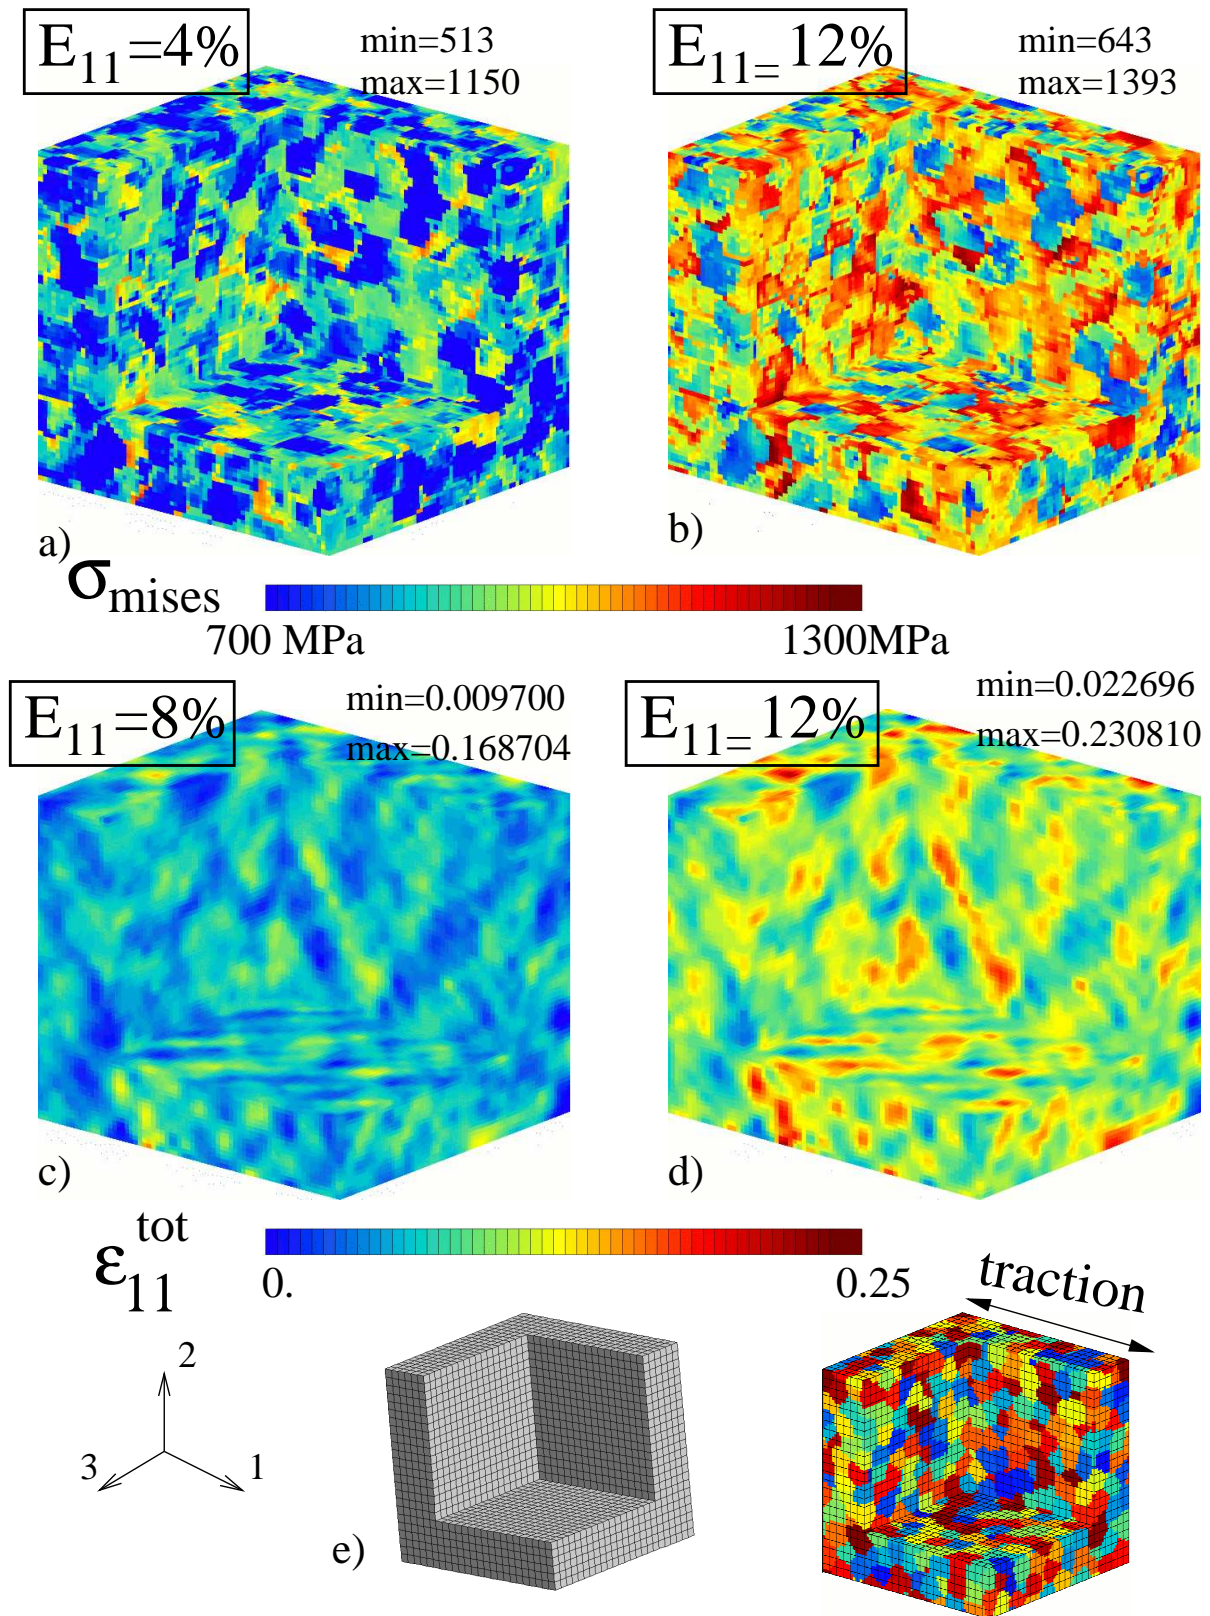 E11=4%
min=513
max=1150
E11= 12%
min=643
max=1393
a)
b)
σmises
700 MPa
1300MPa
E11=8%
min=0.009700
max=0.168704
E11= 12%
min=0.022696
max=0.230810
c)
d)
ε11tot
0.
0.25
traction
2
3
1
e)